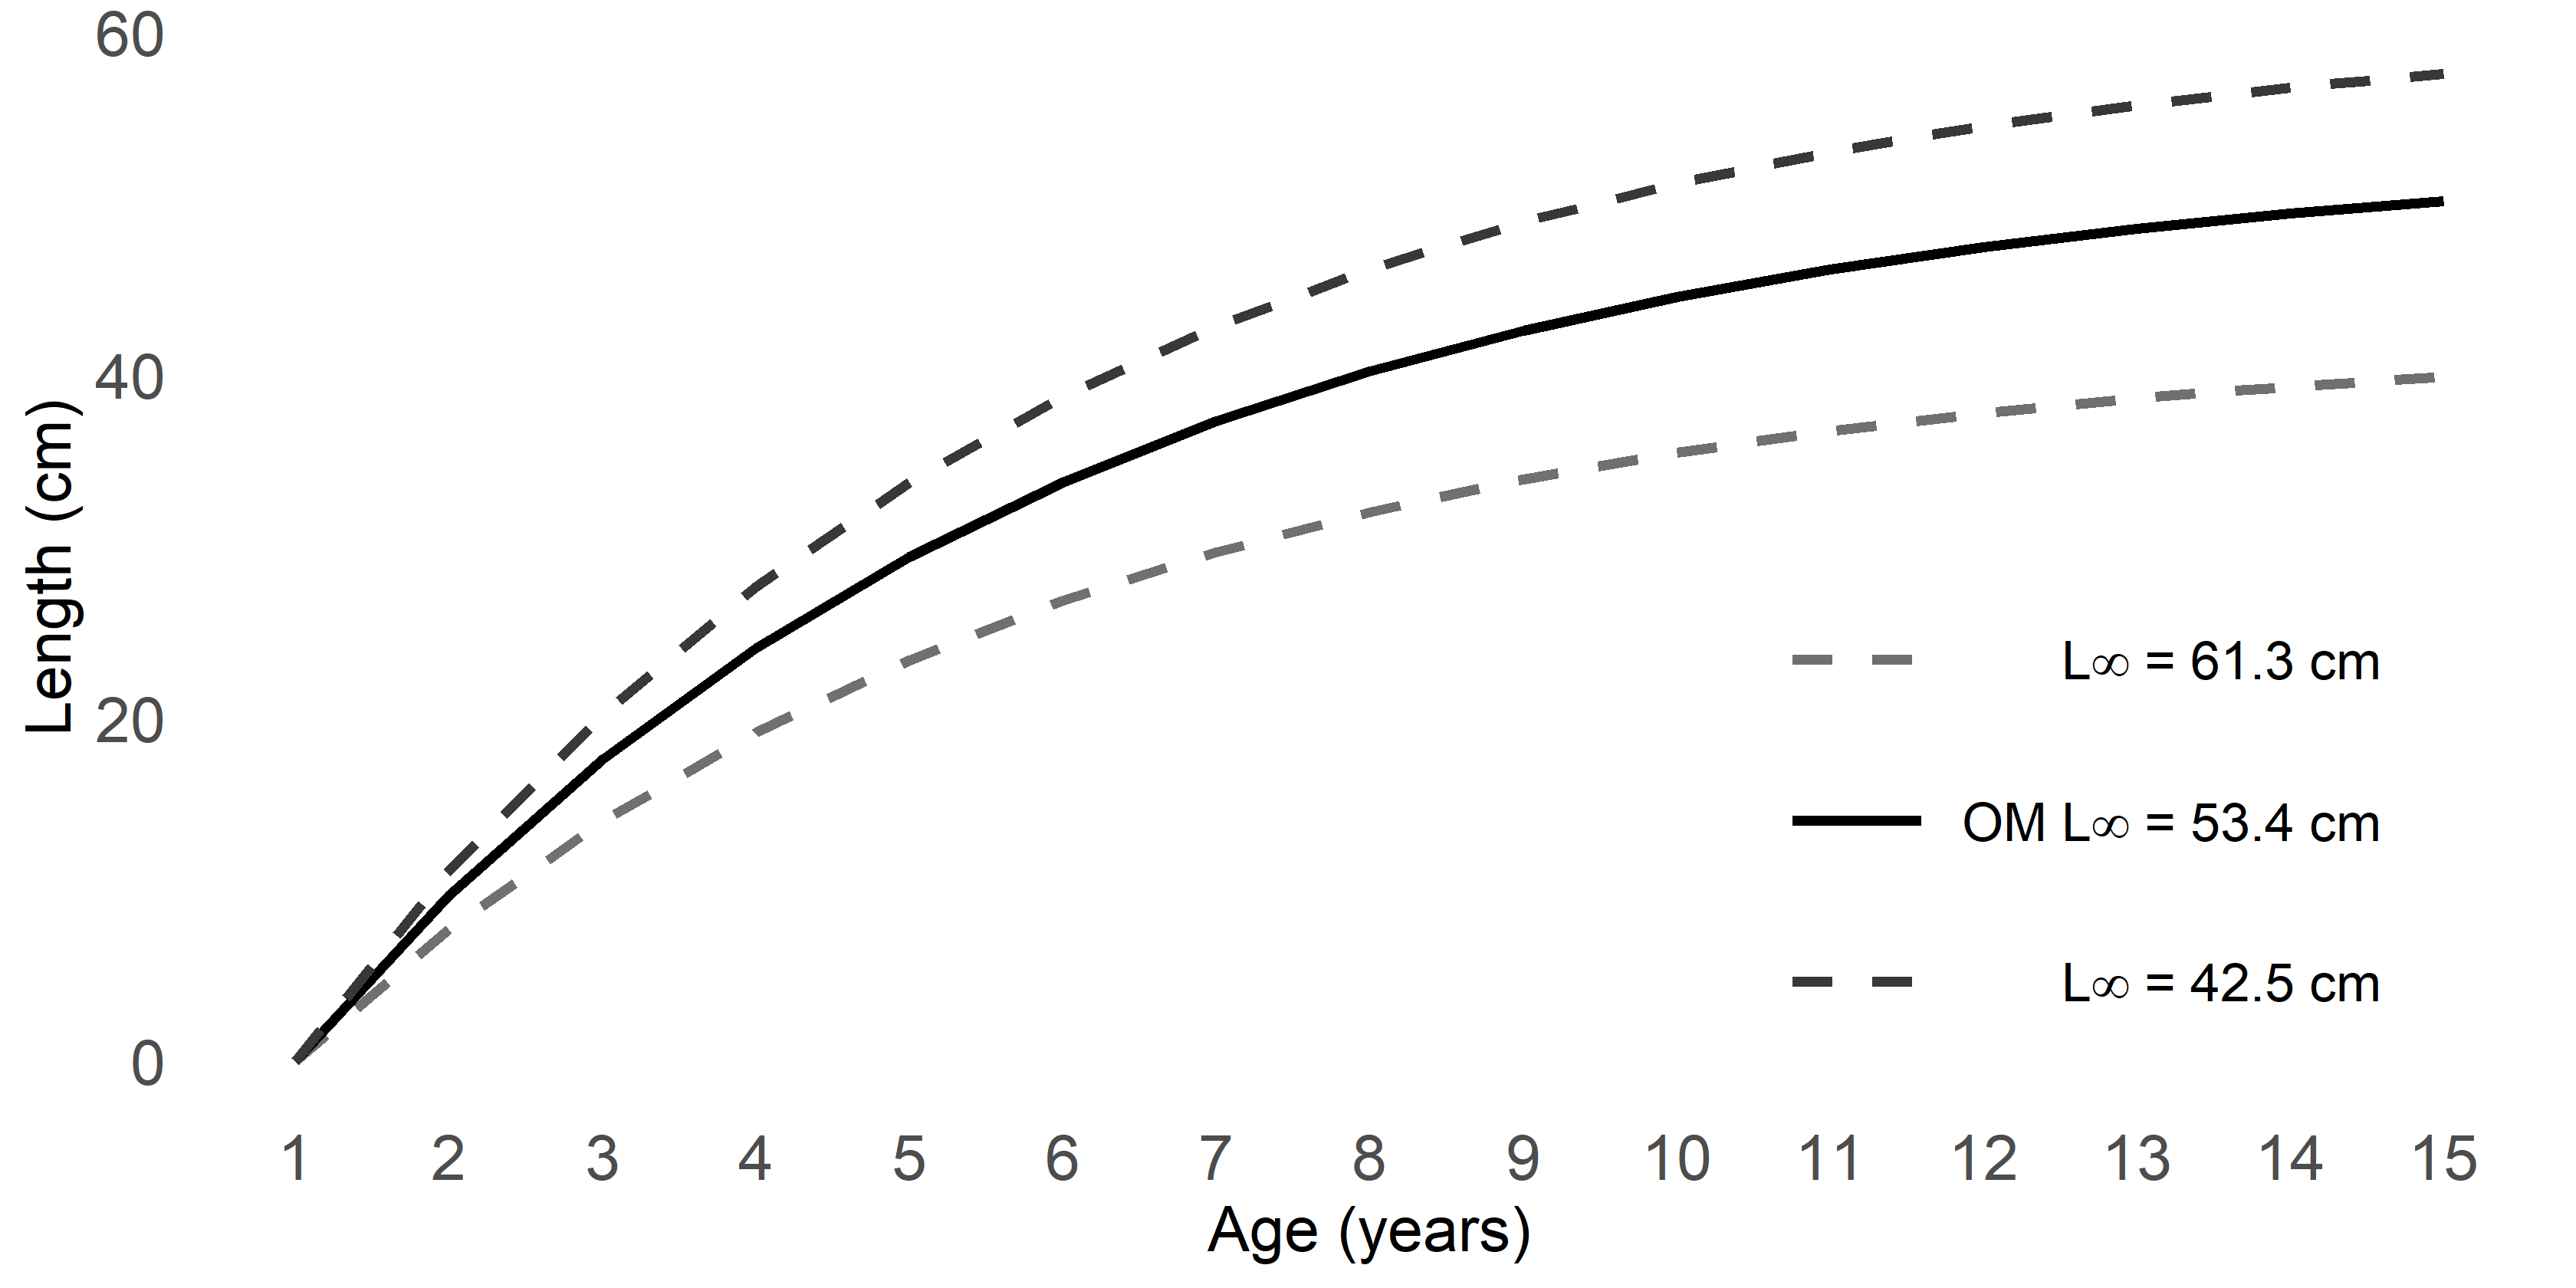 60
40
20
0
Length (cm)
L∞ = 61.3 cm
OM L∞ = 53.4 cm
L∞ = 42.5 cm
1 2 3 4 5 6 7 8 9 10 11 12 13 14 15
Age (years)